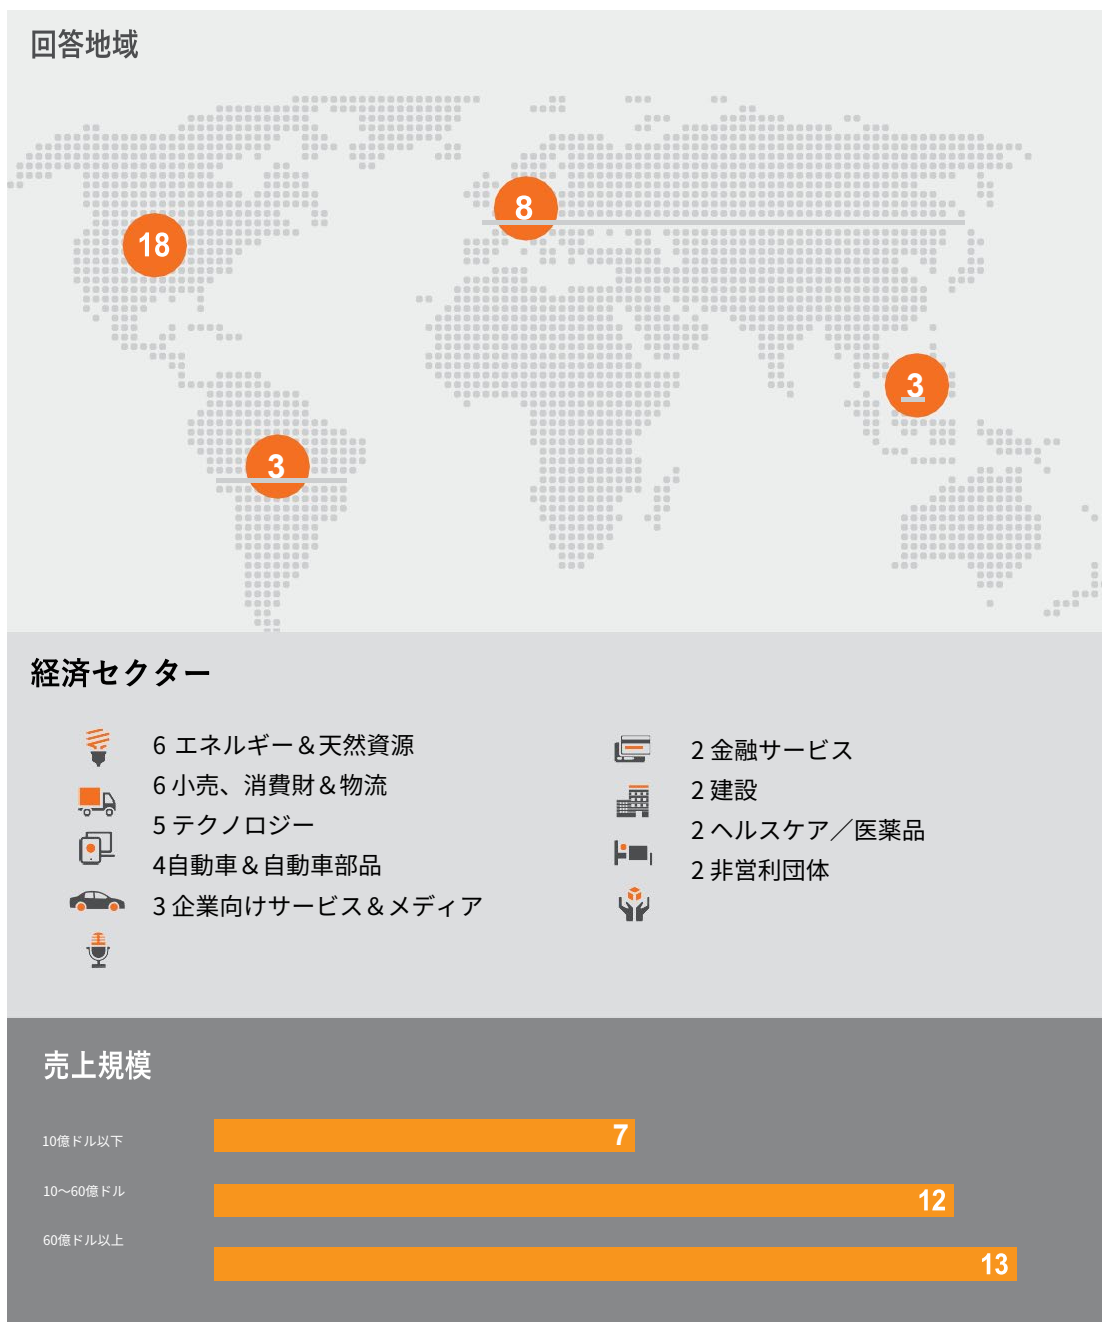 回答地域
8
18
3
3
経済セクター
6 エネルギー＆天然資源
6 小売、消費財＆物流
5 テクノロジー
4自動車＆自動車部品
3 企業向けサービス＆メディア
2 金融サービス
2 建設
2 ヘルスケア／医薬品
2 非営利団体
売上規模
10億ドル以下
7
10～60億ドル
12
60億ドル以上
13